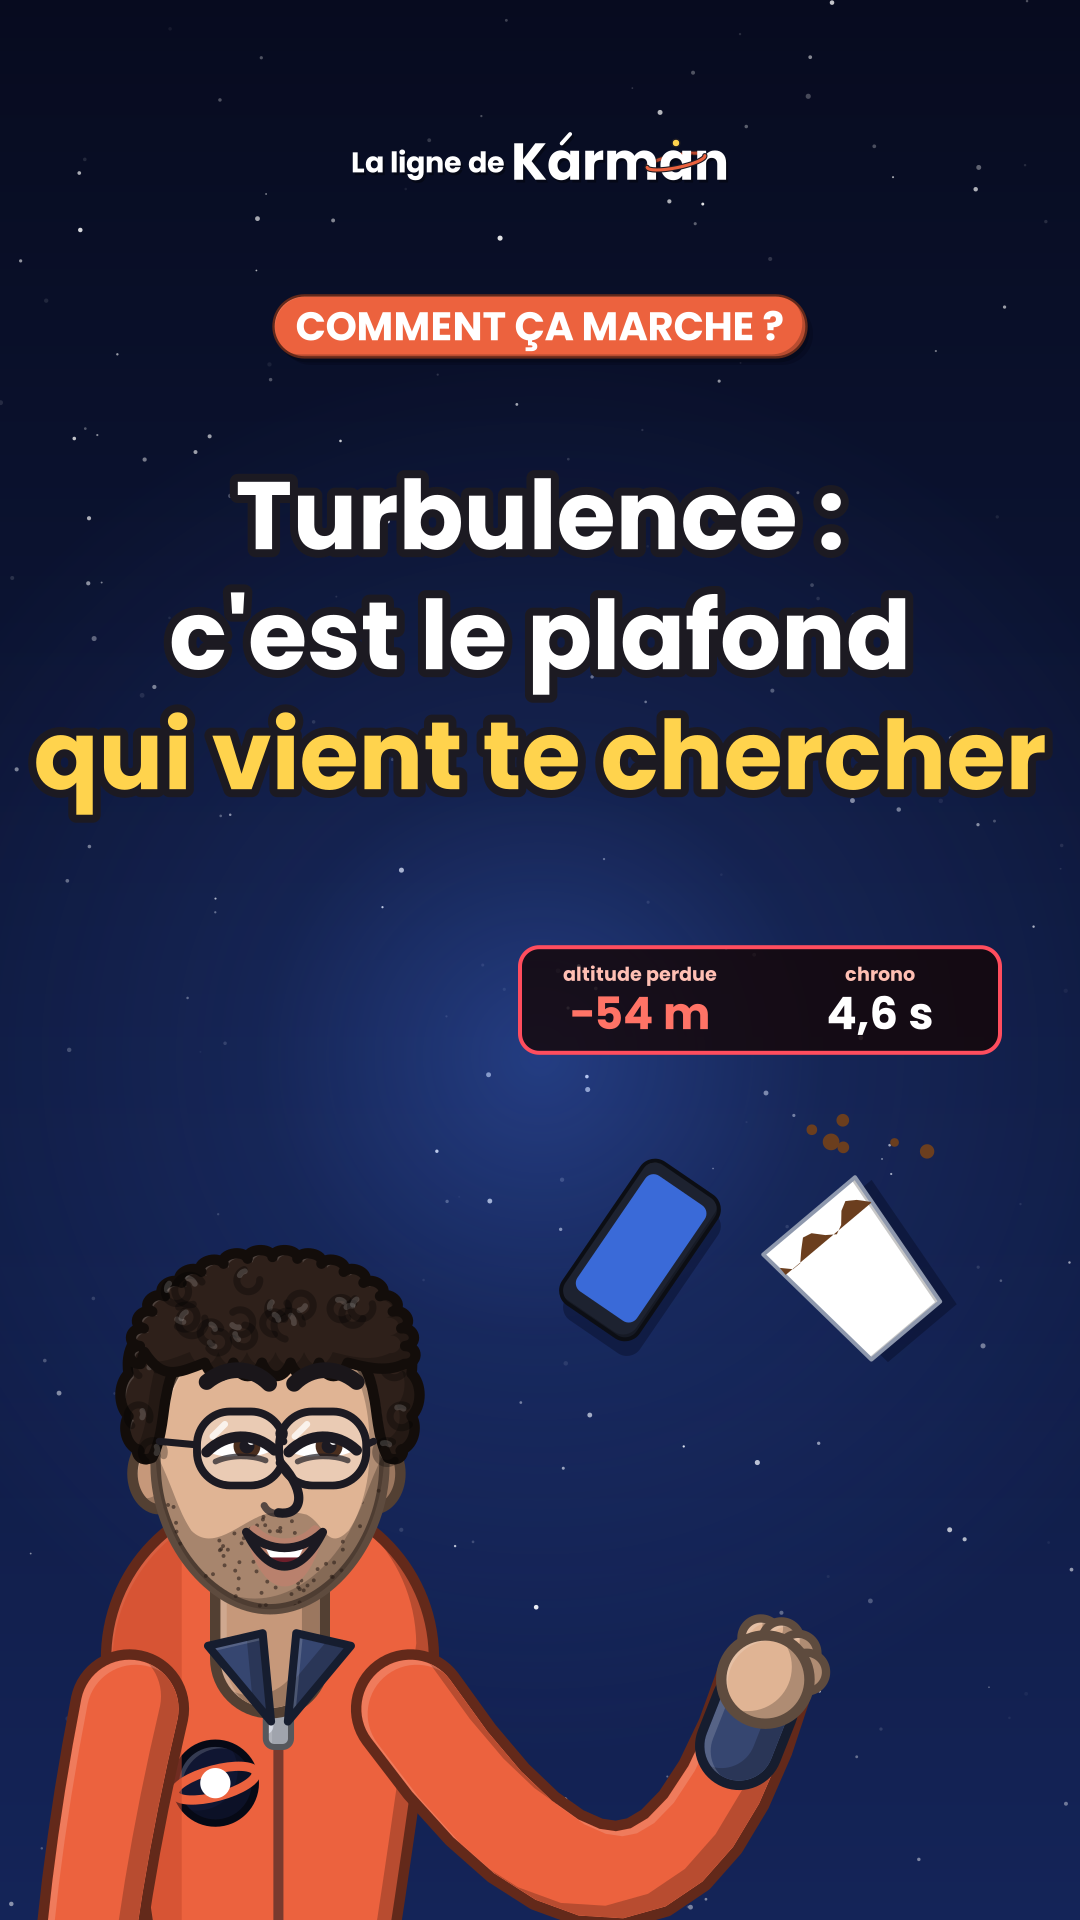 La ligne de Kármán
COMMENT ÇA MARCHE ?
Turbulence :
c'est le plafond
qui vient te chercher
altitude perdue
-54 m
chrono
4,6 s